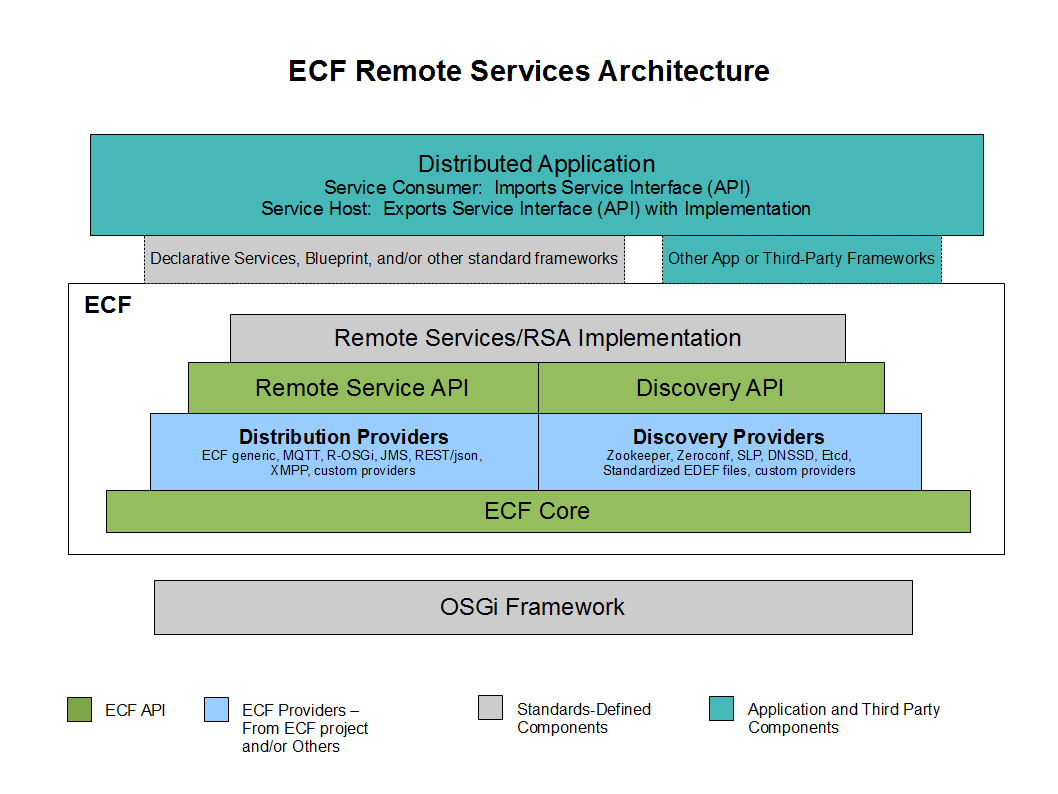 ECF Remote Services Architecture
Distributed Application
Service Consumer:  Imports Service Interface (API)
Service Host:  Exports Service Interface (API) with Implementation
Declarative Services, Blueprint, and/or other standard frameworks
Other App or Third-Party Frameworks
ECF
Remote Services/RSA Implementation
Remote Service API
Discovery API
Distribution Providers
ECF generic, MQTT, R-OSGi, JMS, REST/json,
XMPP, custom providers
Discovery Providers
Zookeeper, Zeroconf, SLP, DNSSD, Etcd,
Standardized EDEF files, custom providers
ECF Core
OSGi Framework
ECF API
ECF Providers –
From ECF project
and/or Others
Standards-Defined
Components
Application and Third Party
Components